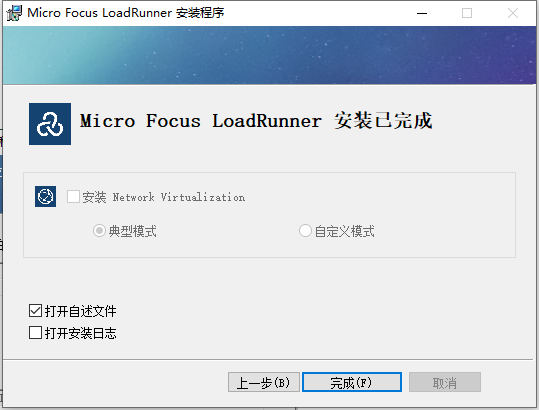 Micro Focus LoadRunner 安装程序
Micro Focus LoadRunner 安装已完成
安装 Network Virtualization
典型模式
自定义模式
打开自述文件
打开安装日志
上一步(B)
完成(F)
取消